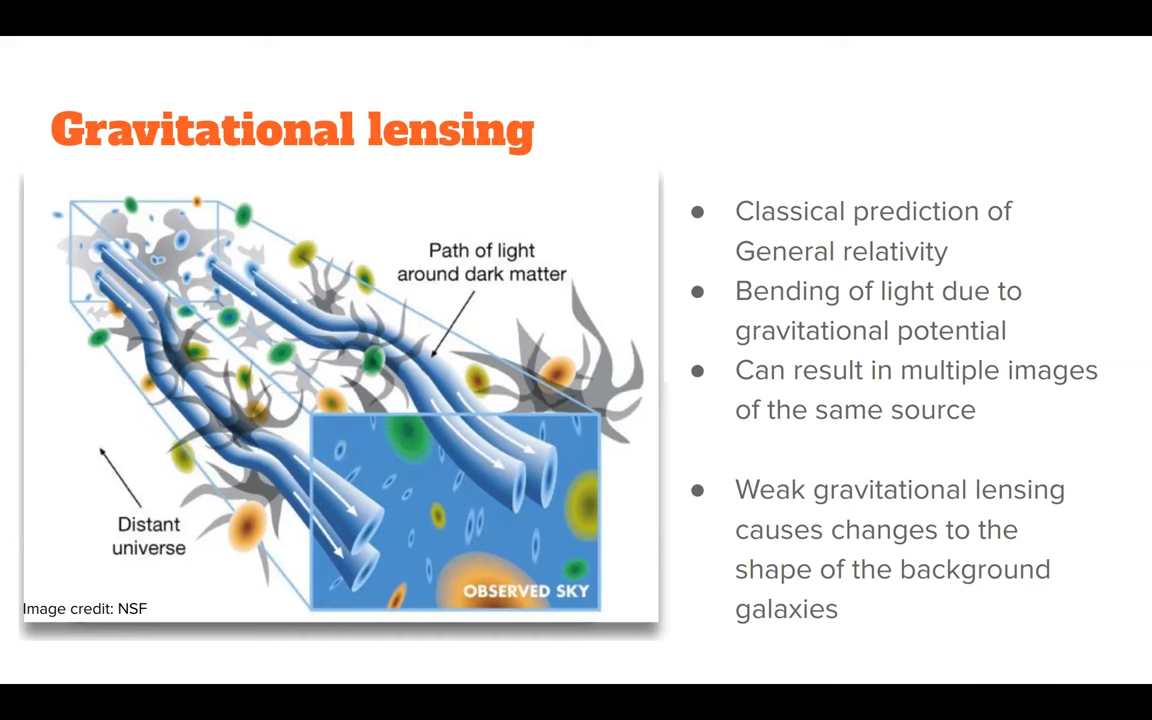 Gravitational lensing
Path of light
around dark matter
Distant
universe
OBSERVED SKY
Image credit: NSF
● Classical prediction of
General relativity
● Bending of light due to
gravitational potential
● Can result in multiple images
of the same source
● Weak gravitational lensing
causes changes to the
shape of the background
galaxies